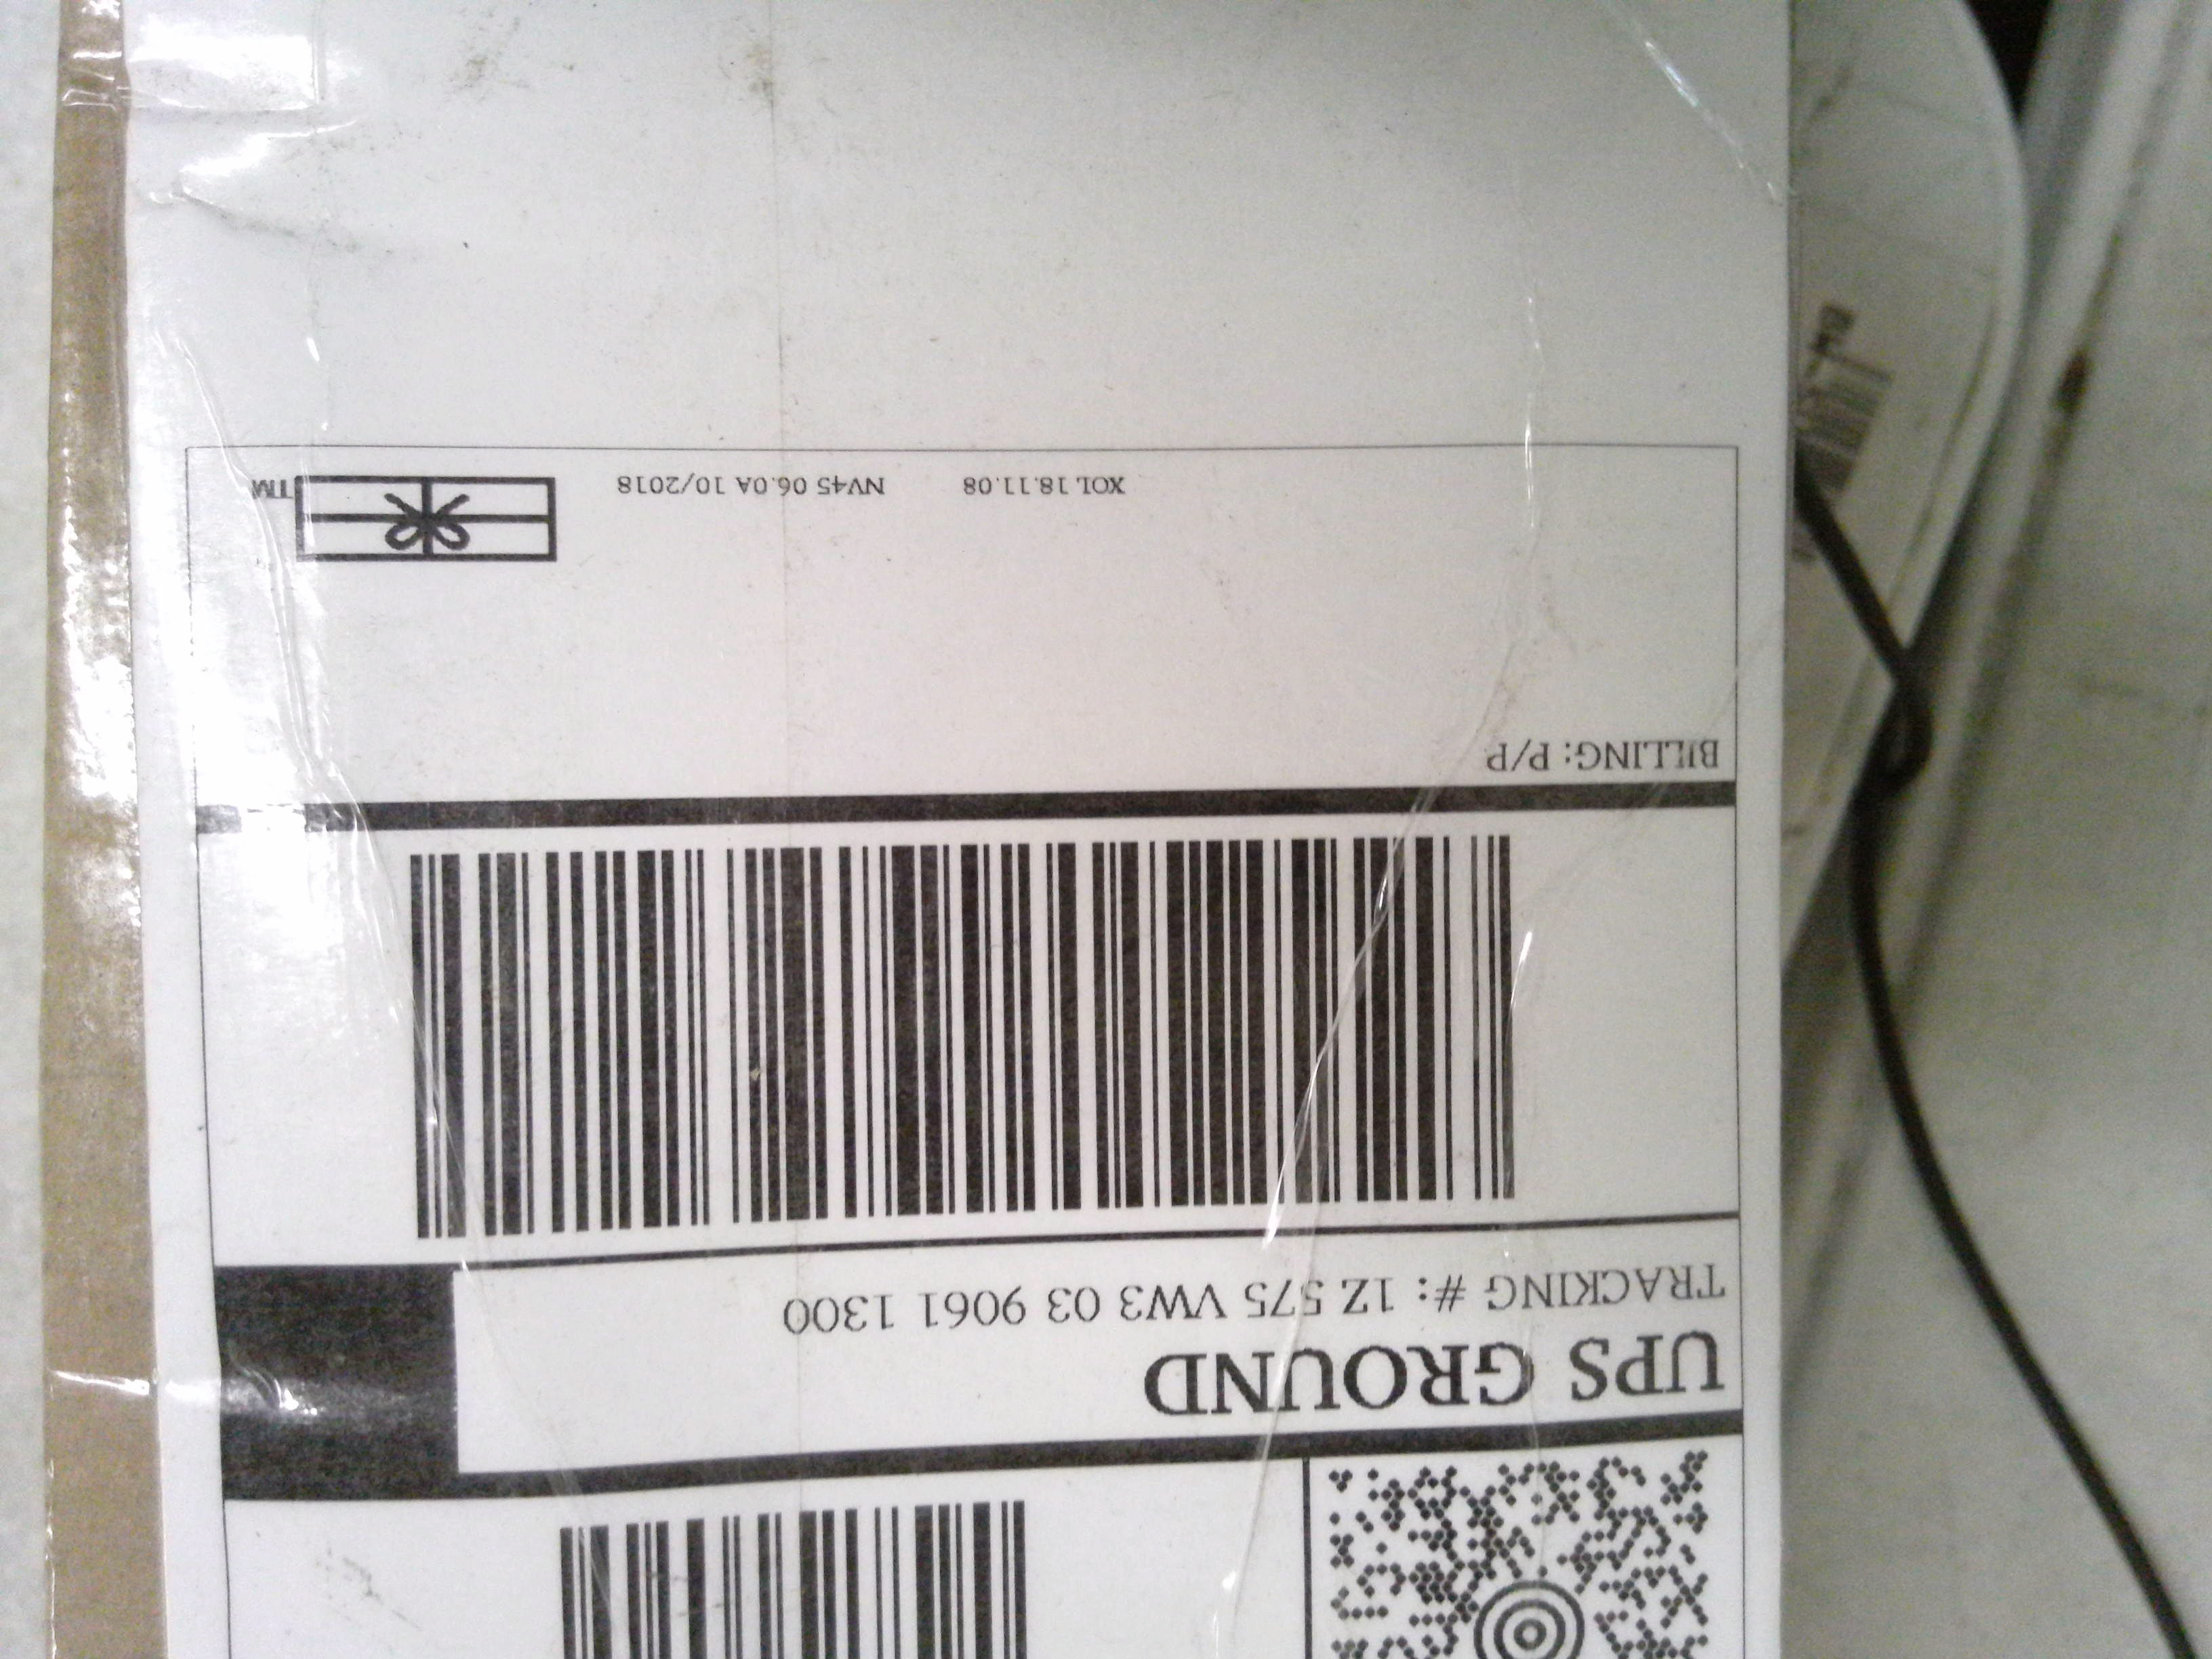 UPS GROUND
TRACKING #: 1Z 575 VW3 03 9061 1300
BILLING: P/P
XOL 18.11.08 NV45 06.0A 10/2018 TM